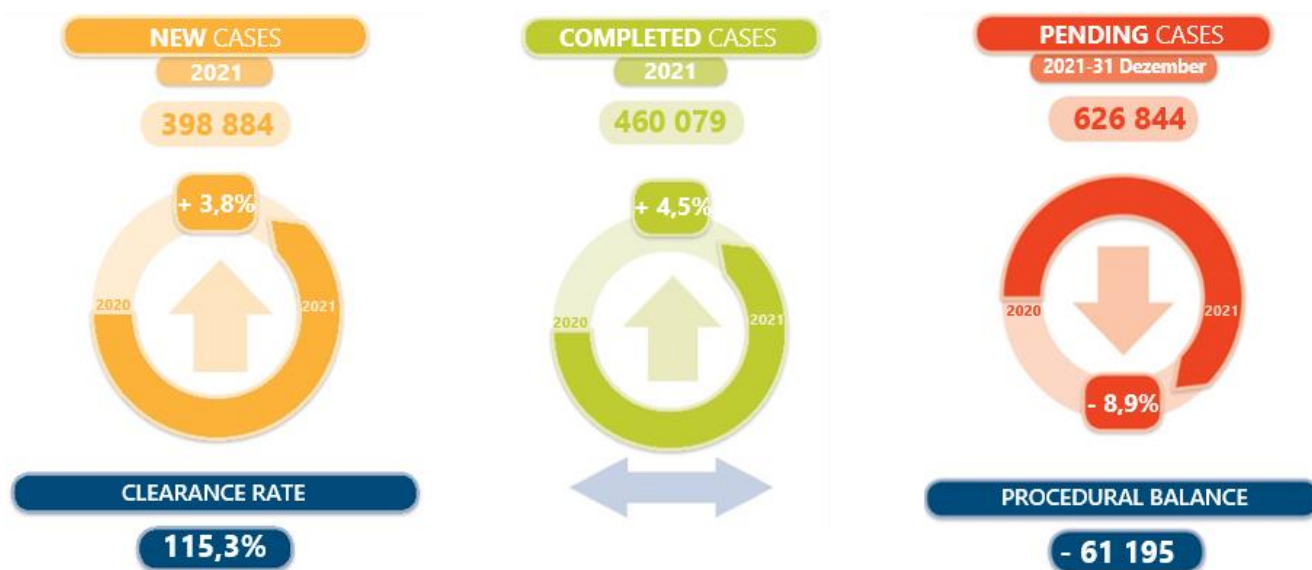 NEW CASES
2021
398 884
+ 3,8%
2020
2021
CLEARANCE RATE
115,3%
COMPLETED CASES
2021
460 079
+ 4,5%
2020
2021
PENDING CASES
2021-31 Dezember
626 844
2020
2021
- 8,9%
PROCEDURAL BALANCE
- 61 195